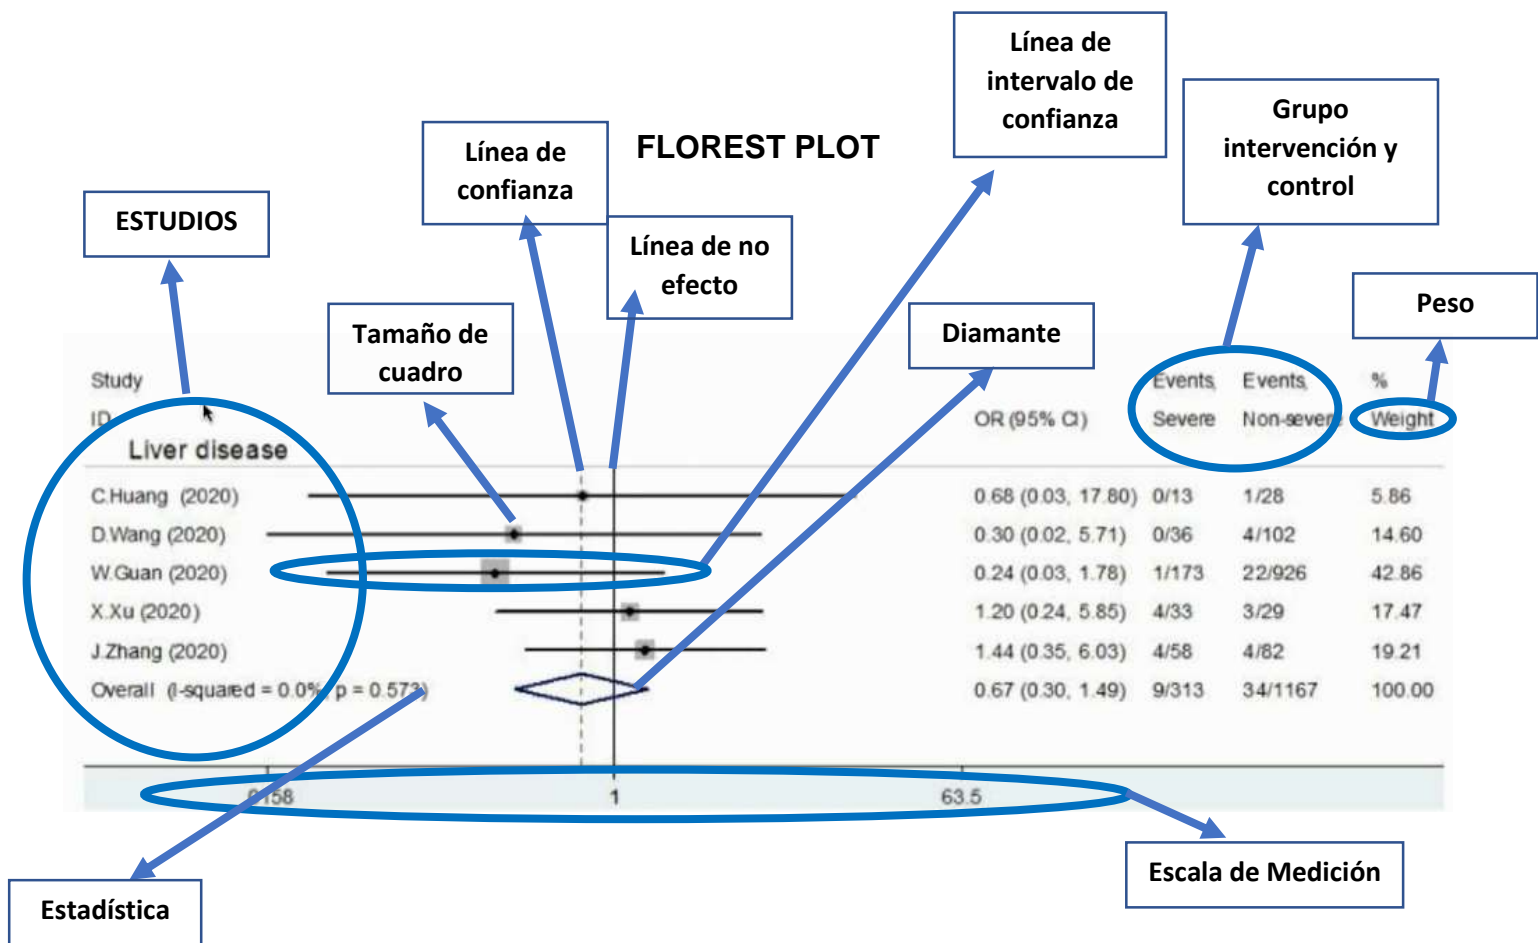 Línea de
intervalo de
confianza
Grupo
intervención y
control
FLOREST PLOT
Línea de
confianza
ESTUDIOS
Línea de no
efecto
Peso
Tamaño de
cuadro
Diamante
Study Events, Events, %
ID OR (95% CI) Severe Non-severe Weight
Liver disease
C.Huang (2020) 0.68 (0.03, 17.80) 0/13 1/28 5.86
D.Wang (2020) 0.30 (0.02, 5.71) 0/36 4/102 14.60
W.Guan (2020) 0.24 (0.03, 1.78) 1/173 22/926 42.86
X.Xu (2020) 1.20 (0.24, 5.85) 4/33 3/29 17.47
J.Zhang (2020) 1.44 (0.35, 6.03) 4/58 4/82 19.21
Overall (I-squared = 0.0%, p = 0.573) 0.67 (0.30, 1.49) 9/313 34/1167 100.00
.0158 1 63.5
Escala de Medición
Estadística